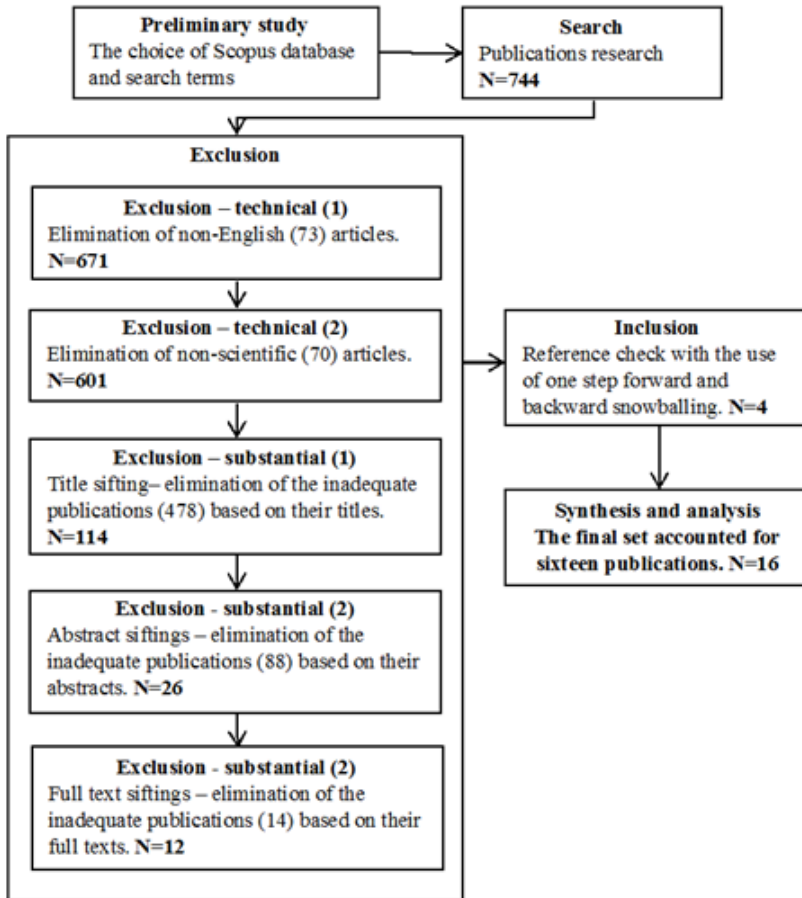 Preliminary study
The choice of Scopus database
and search terms
Search
Publications research
N=744
Exclusion
Exclusion – technical (1)
Elimination of non-English (73) articles.
N=671
Exclusion – technical (2)
Elimination of non-scientific (70) articles.
N=601
Exclusion – substantial (1)
Title sifting– elimination of the inadequate
publications (478) based on their titles.
N=114
Exclusion - substantial (2)
Abstract siftings – elimination of the
inadequate publications (88) based on their
abstracts. N=26
Exclusion - substantial (2)
Full text siftings – elimination of the
inadequate publications (14) based on their
full texts. N=12
Inclusion
Reference check with the use
of one step forward and
backward snowballing. N=4
Synthesis and analysis
The final set accounted for
sixteen publications. N=16